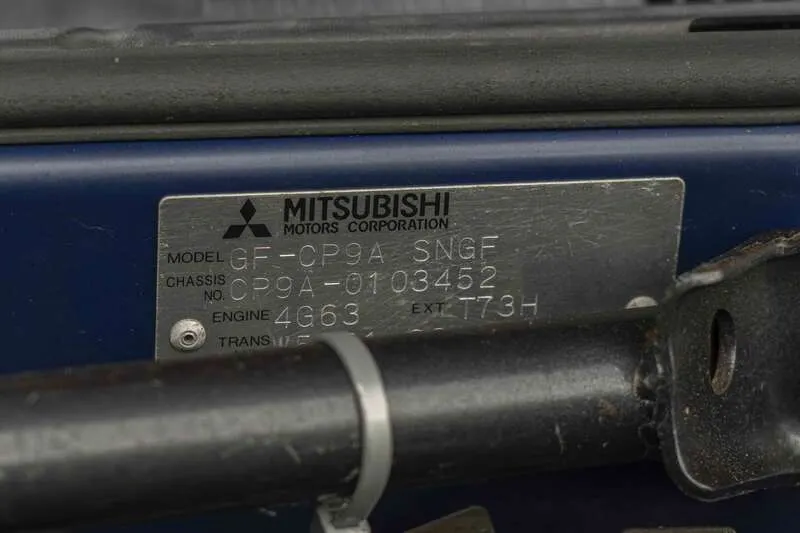 MITSUBISHI
MOTORS CORPORATION
MODEL GF-CP9A SNGF
CHASSIS NO. CP9A-0103452
ENGINE 4G63 EXT T73H
TRANS